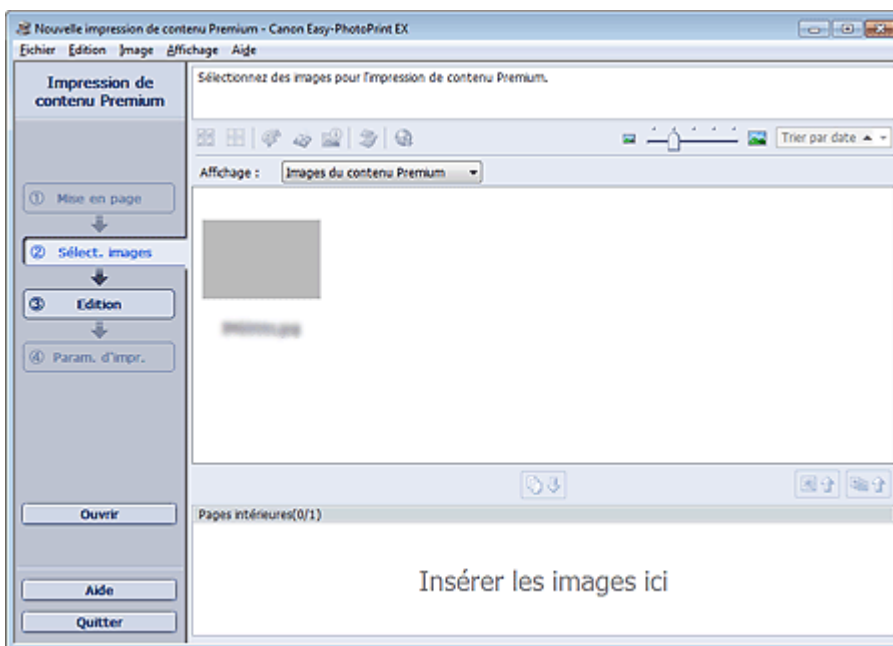 Nouvelle impression de contenu Premium - Canon Easy-PhotoPrint EX
Fichier Edition Image Affichage Aide
Impression de
contenu Premium
Sélectionnez des images pour l'impression de contenu Premium.
Trier par date
Affichage : Images du contenu Premium
① Mise en page
② Sélect. images
③ Edition
④ Param. d'impr.
Ouvrir
Aide
Quitter
Pages intérieures(0/1)
Insérer les images ici